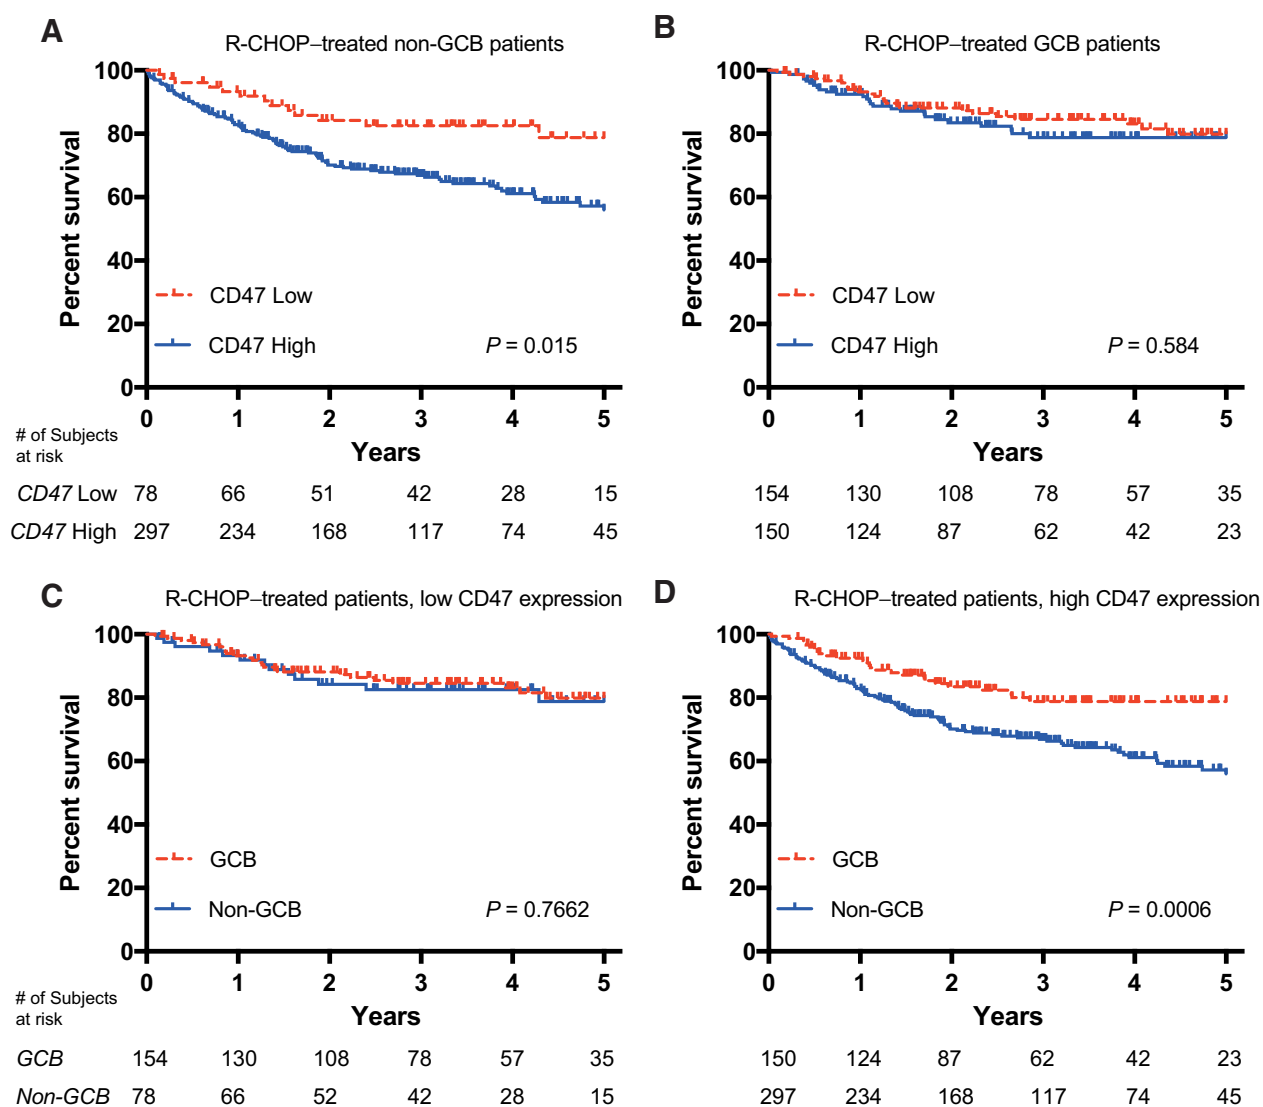 A
R-CHOP–treated non-GCB patients
100
80
60
40
20
0
Percent survival
CD47 Low
CD47 High
P = 0.015
0 1 2 3 4 5
Years
# of Subjects
at risk
CD47 Low 78 66 51 42 28 15
CD47 High 297 234 168 117 74 45
B
R-CHOP–treated GCB patients
100
80
60
40
20
0
Percent survival
CD47 Low
CD47 High
P = 0.584
0 1 2 3 4 5
Years
154 130 108 78 57 35
150 124 87 62 42 23
C
R-CHOP–treated patients, low CD47 expression
100
80
60
40
20
0
Percent survival
GCB
Non-GCB
P = 0.7662
0 1 2 3 4 5
Years
# of Subjects
at risk
GCB 154 130 108 78 57 35
Non-GCB 78 66 52 42 28 15
D
R-CHOP–treated patients, high CD47 expression
100
80
60
40
20
0
Percent survival
GCB
Non-GCB
P = 0.0006
0 1 2 3 4 5
Years
150 124 87 62 42 23
297 234 168 117 74 45